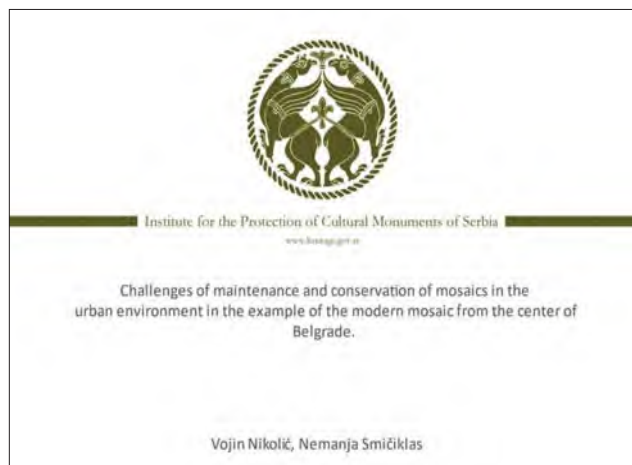 Institute for the Protection of Cultural Monuments of Serbia
Challenges of maintenance and conservation of mosaics in the
urban environment in the example of the modern mosaic from the center of
Belgrade.
Vojin Nikolić, Nemanja Smičiklas